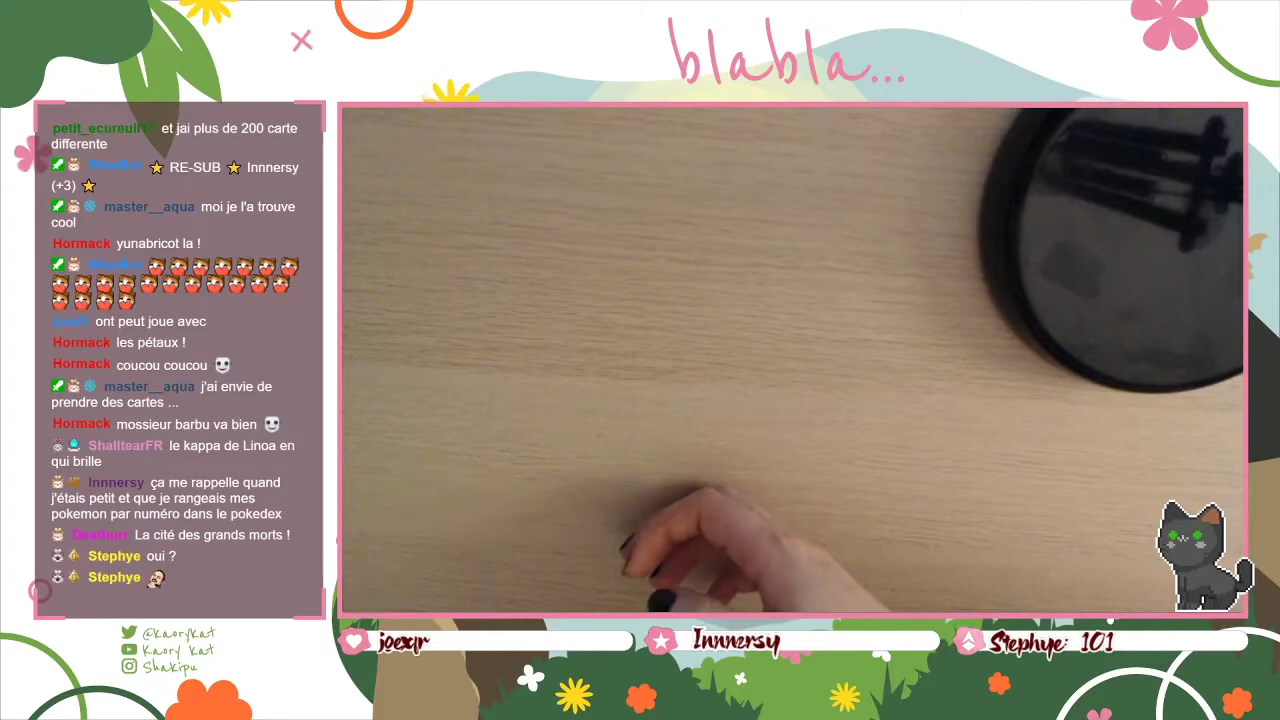 blabla...
et jai plus de 200 carte
differente
WizeBot RE-SUB Innnersy
(+3)
master__aqua moi je l'a trouve
cool
Hormack yunabricot la !
WizeBot
ont peut joue avec
Hormack les pétaux !
Hormack coucou coucou
master__aqua j'ai envie de
prendre des cartes ...
Hormack mossieur barbu va bien
ShalltearFR le kappa de Linoa en
qui brille
Innnersy ça me rappelle quand
j'étais petit et que je rangeais mes
pokemon par numéro dans le pokedex
La cité des grands morts !
Stephye oui ?
Stephye
@kaorykat
Kaory kat
Shakipu
joexjr
Innnersy
Stephye: 101